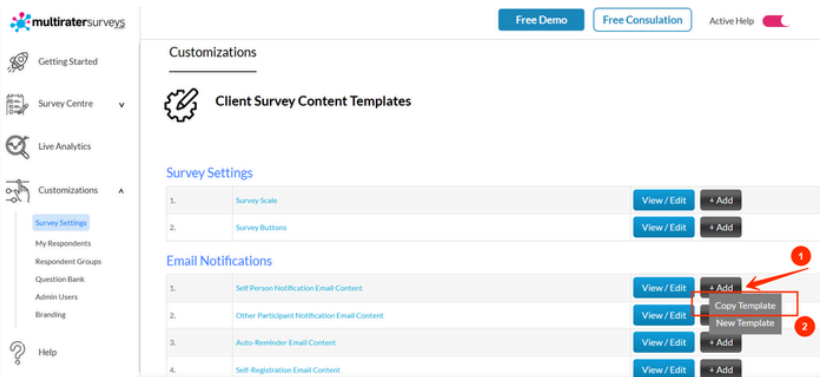 multiratersurveys
Free Demo
Free Consulation
Active Help
Getting Started
Survey Centre
Live Analytics
Customizations
Survey Settings
My Respondents
Respondent Groups
Question Bank
Admin Users
Branding
Help
Customizations
Client Survey Content Templates
Survey Settings
1. Survey Scale View / Edit + Add
2. Survey Buttons View / Edit + Add
Email Notifications
1
1. Self Person Notification Email Content View / Edit + Add
Copy Template
2. Other Participant Notification Email Content View / Edit
New Template 2
3. Auto-Reminder Email Content View / Edit + Add
4. Self-Registration Email Content View / Edit + Add